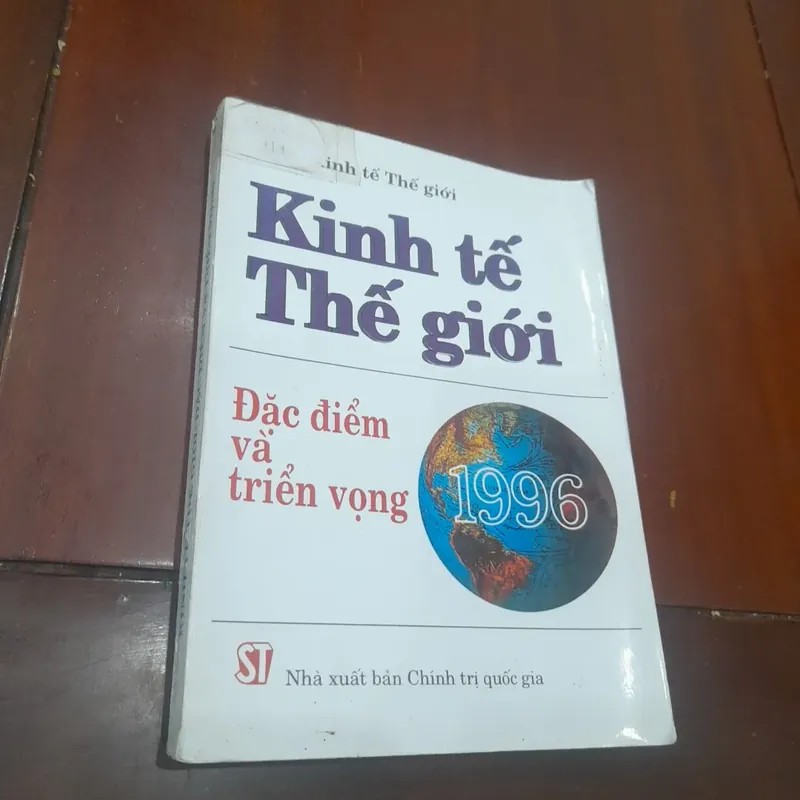 Kinh tế Thế giới
Kinh tế
Thế giới
Đặc điểm
và
triển vọng
1996
ST
Nhà xuất bản Chính trị quốc gia